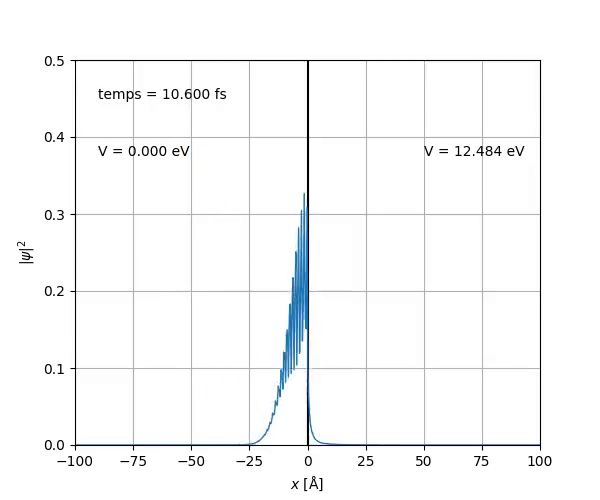 0.5
temps = 10.600 fs
0.4
V = 0.000 eV
V = 12.484 eV
0.3
|ψ|²
0.2
0.1
0.0
−100 −75 −50 −25 0 25 50 75 100
x [Å]